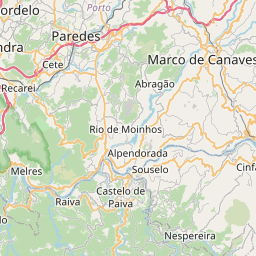 ordelo
Porto
Paredes
ndra
Marco de Canaves
Cete
Abragão
Recarei
Rio de Moinhos
Alpendorada
Melres
Souselo
Cinf
Castelo de
Paiva
Raiva
Nespereira